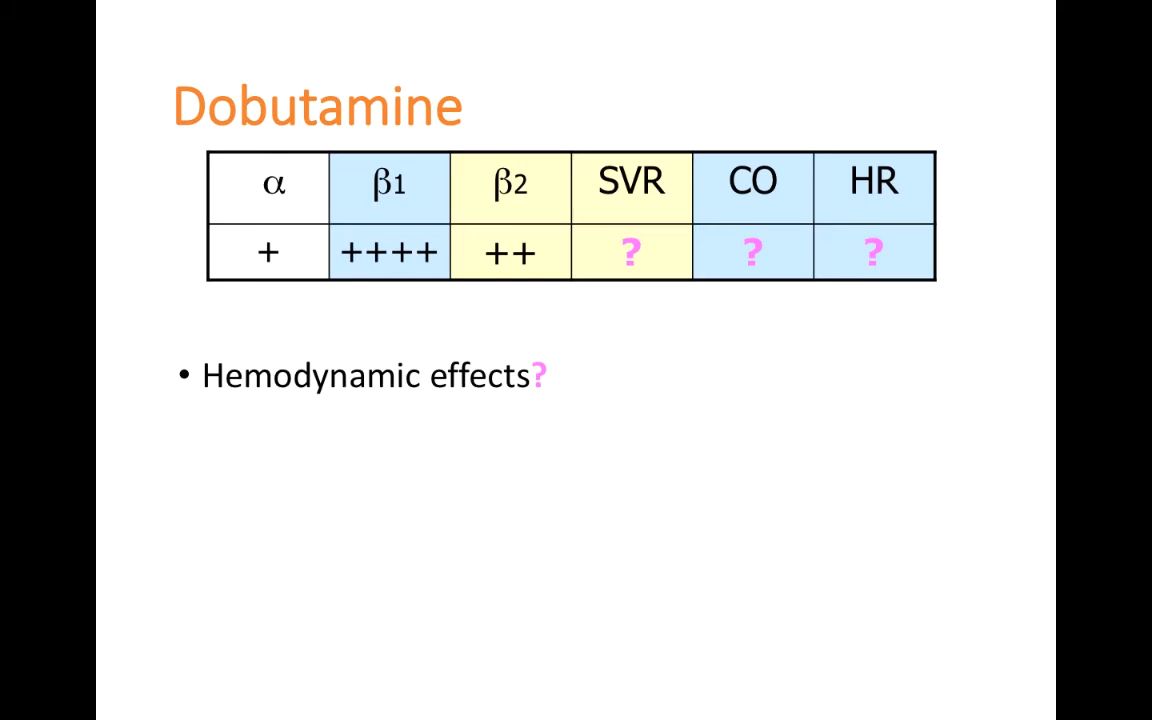 Dobutamine
α β1 β2 SVR CO HR
+ ++++ ++ ? ? ?
• Hemodynamic effects?